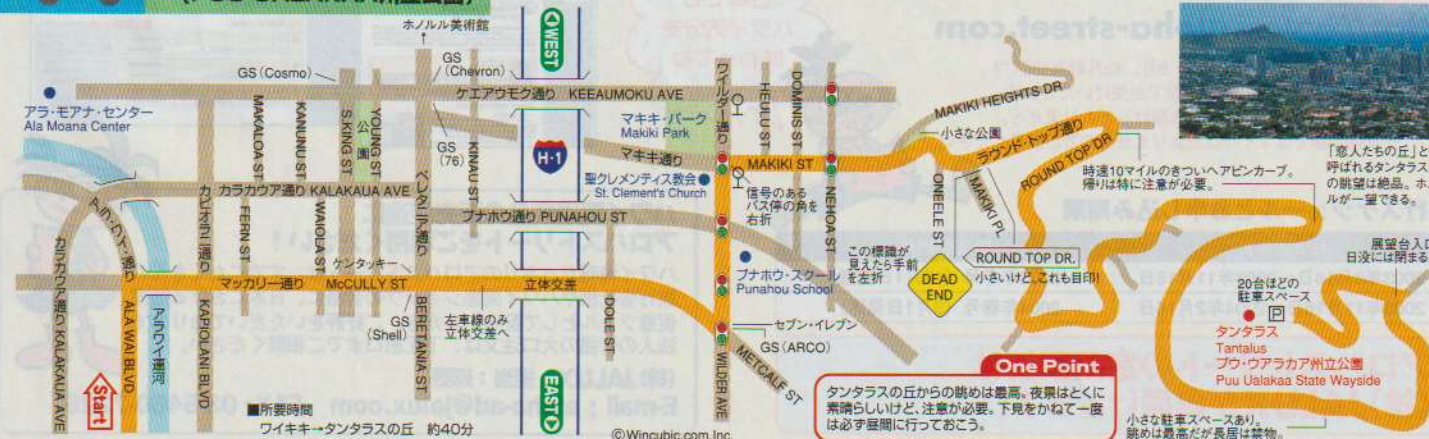 ホノルル美術館
WEST
GS (Cosmo)
GS
(Chevron)
ケエアウモク通り KEEAUMOKU AVE
アラ・モアナ・センター
Ala Moana Center
MAKALOA ST
KANUNU ST
S.KING ST
YOUNG ST
公園
GS
(76)
KINAU ST
H-1
マキキ・パーク
Makiki Park
ワイルダー通り
HEULU ST
DOMINIS ST
MAKIKI HEIGHTS DR
小さな公園
ラウンド・トップ通り
ROUND TOP DR
マキキ通り
MAKIKI ST
聖クレメンティス教会
St. Clement's Church
信号のある
バス停の角を
右折
NEHOA ST
ONEELE ST
MAKIKI PL
時速10マイルのきついヘアピンカーブ。
帰りは特に注意が必要。
「恋人たちの丘」と
呼ばれるタンタラス
の眺望は絶品。ホノ
ルルが一望できる。
カラカウア通り KALAKAUA AVE
カピオラニ通り
FERN ST
WAIOLA ST
ベレタニア通り
プナホウ通り PUNAHOU ST
プナホウ・スクール
Punahou School
この標識が
見えたら手前
を左折
DEAD
END
ROUND TOP DR.
小さいけど、これも目印!
展望台入口
日没には閉まる
20台ほどの
駐車スペース
P
タンタラス
Tantalus
プウ・ウアラカア州立公園
Puu Ualakaa State Wayside
カラカウア通り KALAKAUA AVE
ALA WAI BLVD
アラワイ運河
KAPIOLANI BLVD
マッカリー通り
ケンタッキー
McCULLY ST
立体交差
GS
(Shell)
BERETANIA ST
左車線のみ
立体交差へ
DOLE ST
セブン・イレブン
GS (ARCO)
WILDER AVE
METCALF ST
Start
EAST
■所要時間
ワイキキ→タンタラスの丘 約40分
©Wincubic.com,Inc.
One Point
タンタラスの丘からの眺めは最高。夜景はとくに
素晴らしいけど、注意が必要。下見をかねて一度
は必ず昼間に行っておこう。
小さな駐車スペースあり。
眺めは最高だが長居は禁物。